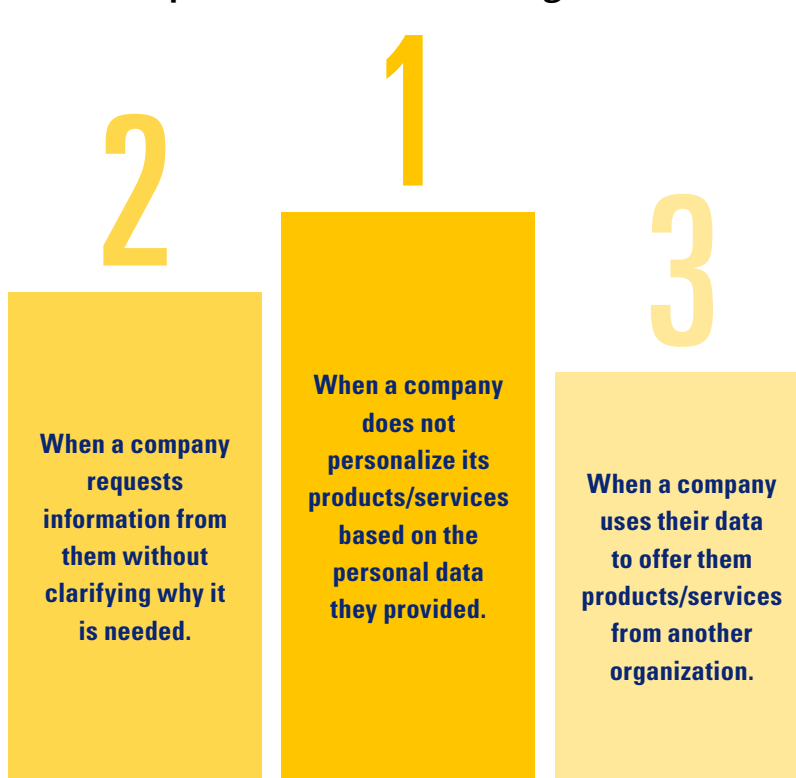 2
When a company
requests
information from
them without
clarifying why it
is needed.
1
When a company
does not
personalize its
products/services
based on the
personal data
they provided.
3
When a company
uses their data
to offer them
products/services
from another
organization.